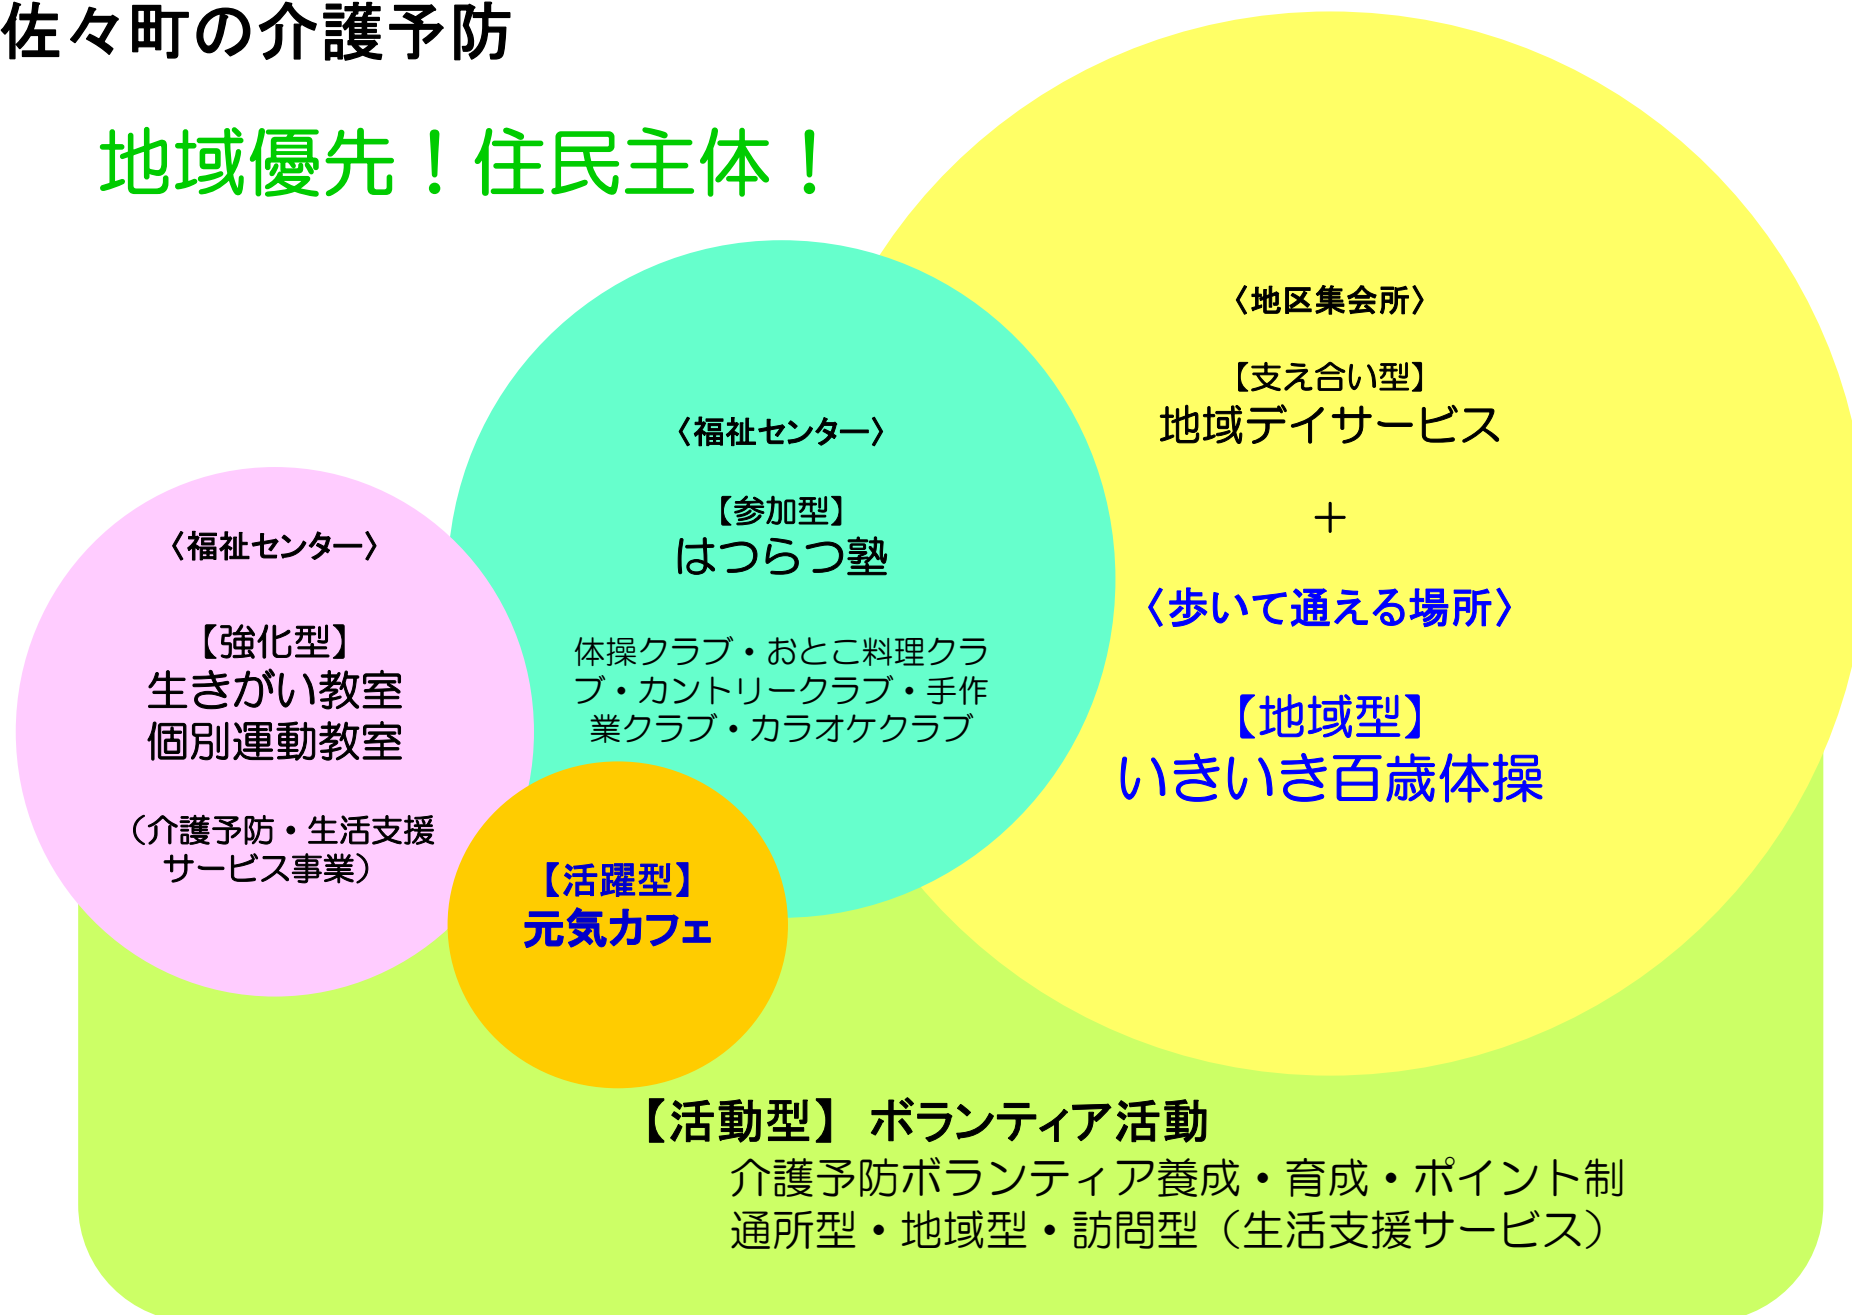 佐々町の介護予防
地域優先！住民主体！
〈福祉センター〉
【強化型】
生きがい教室
個別運動教室
（介護予防・生活支援
サービス事業）
〈福祉センター〉
【参加型】
はつらつ塾
体操クラブ・おとこ料理クラ
ブ・カントリークラブ・手作
業クラブ・カラオケクラブ
〈地区集会所〉
【支え合い型】
地域デイサービス
＋
〈歩いて通える場所〉
【地域型】
いきいき百歳体操
【活躍型】
元気カフェ
【活動型】 ボランティア活動
介護予防ボランティア養成・育成・ポイント制
通所型・地域型・訪問型（生活支援サービス）